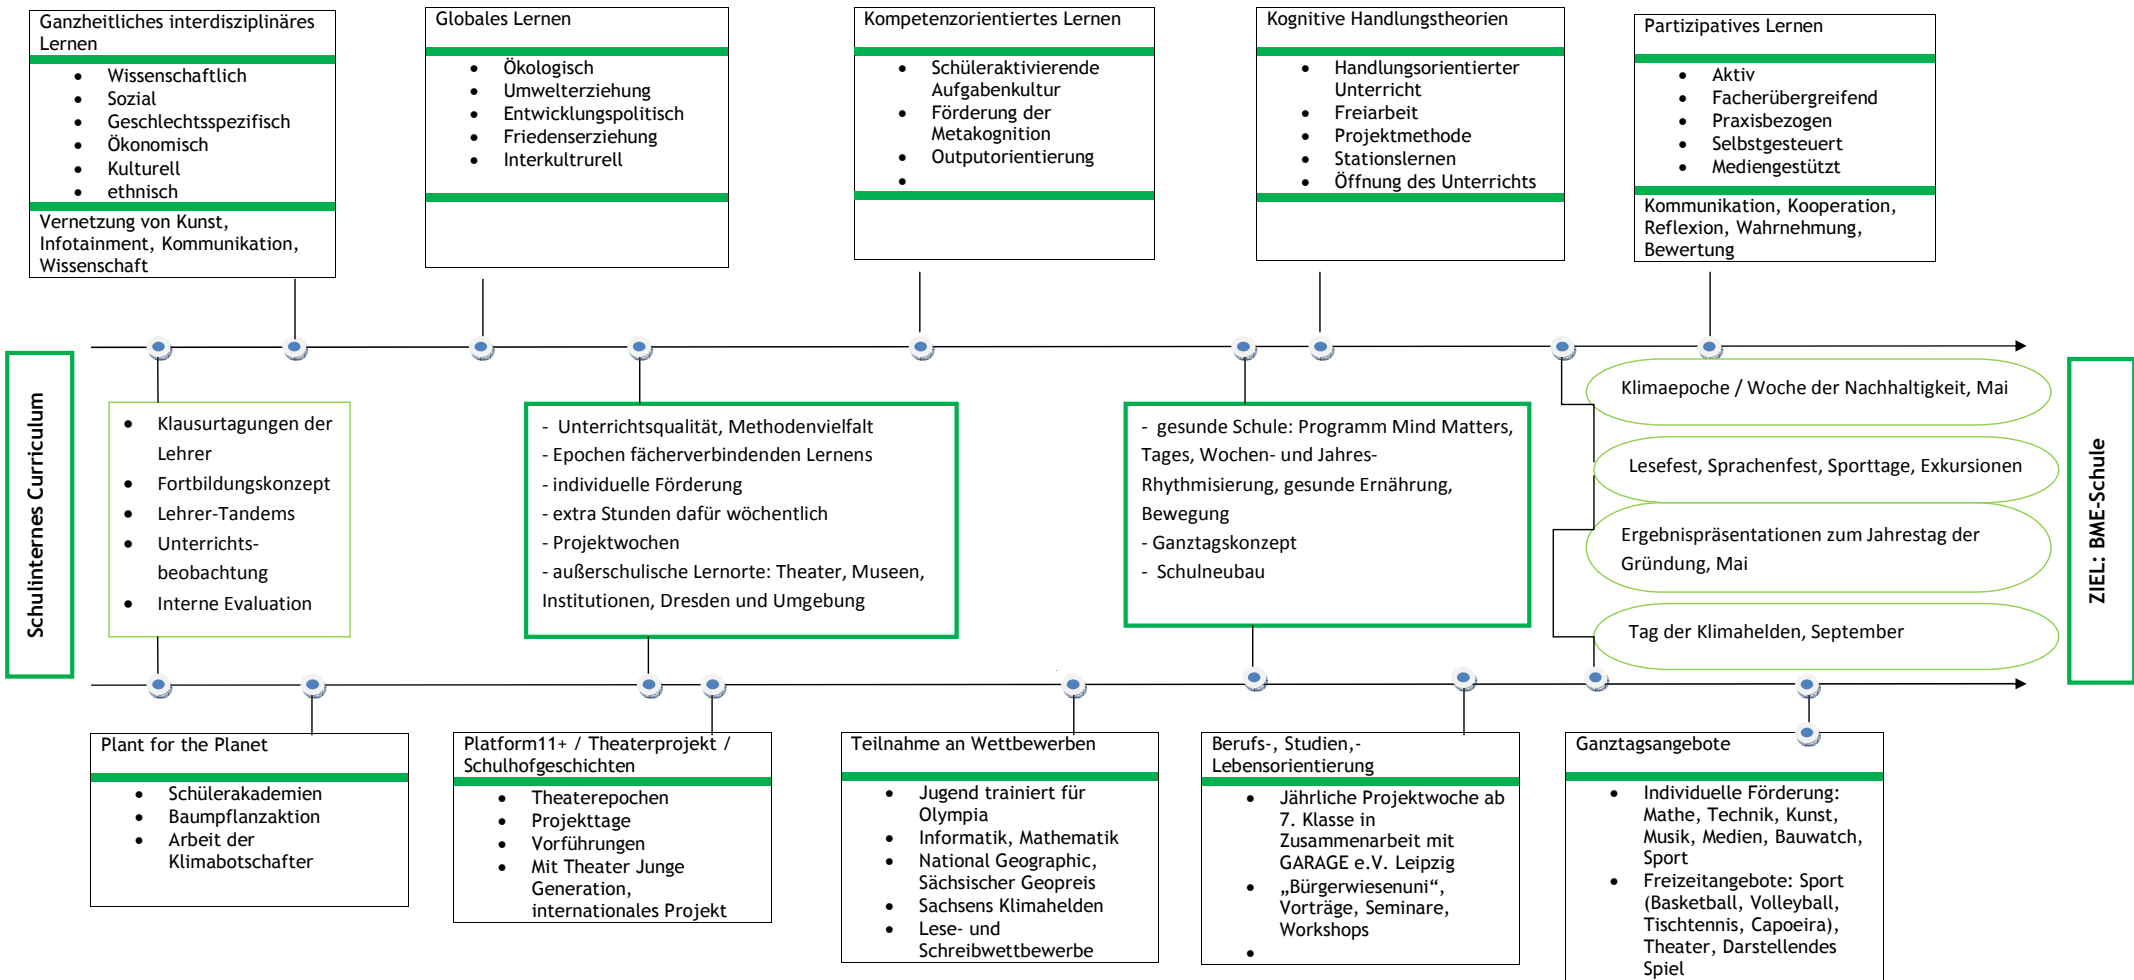 Ganzheitliches interdisziplinäres
Lernen
• Wissenschaftlich
• Sozial
• Geschlechtsspezifisch
• Ökonomisch
• Kulturell
• ethnisch
Vernetzung von Kunst,
Infotainment, Kommunikation,
Wissenschaft
Globales Lernen
• Ökologisch
• Umwelterziehung
• Entwicklungspolitisch
• Friedenserziehung
• Interkultrurell
Kompetenzorientiertes Lernen
• Schüleraktivierende
Aufgabenkultur
• Förderung der
Metakognition
• Outputorientierung
•
Kognitive Handlungstheorien
• Handlungsorientierter
Unterricht
• Freiarbeit
• Projektmethode
• Stationslernen
• Öffnung des Unterrichts
Partizipatives Lernen
• Aktiv
• Facherübergreifend
• Praxisbezogen
• Selbstgesteuert
• Mediengestützt
Kommunikation, Kooperation,
Reflexion, Wahrnehmung,
Bewertung
Schulinternes Curriculum
• Klausurtagungen der
Lehrer
• Fortbildungskonzept
• Lehrer-Tandems
• Unterrichts-
beobachtung
• Interne Evaluation
- Unterrichtsqualität, Methodenvielfalt
- Epochen fächerverbindenden Lernens
- individuelle Förderung
- extra Stunden dafür wöchentlich
- Projektwochen
- außerschulische Lernorte: Theater, Museen,
Institutionen, Dresden und Umgebung
- gesunde Schule: Programm Mind Matters,
Tages, Wochen- und Jahres-
Rhythmisierung, gesunde Ernährung,
Bewegung
- Ganztagskonzept
- Schulneubau
Klimaepoche / Woche der Nachhaltigkeit, Mai
Lesefest, Sprachenfest, Sporttage, Exkursionen
Ergebnispräsentationen zum Jahrestag der
Gründung, Mai
Tag der Klimahelden, September
ZIEL: BME-Schule
Plant for the Planet
• Schülerakademien
• Baumpflanzaktion
• Arbeit der
Klimabotschafter
Platform11+ / Theaterprojekt /
Schulhofgeschichten
• Theaterepochen
• Projekttage
• Vorführungen
• Mit Theater Junge
Generation,
internationales Projekt
Teilnahme an Wettbewerben
• Jugend trainiert für
Olympia
• Informatik, Mathematik
• National Geographic,
Sächsischer Geopreis
• Sachsens Klimahelden
• Lese- und
Schreibwettbewerbe
Berufs-, Studien,-
Lebensorientierung
• Jährliche Projektwoche ab
7. Klasse in
Zusammenarbeit mit
GARAGE e.V. Leipzig
• „Bürgerwiesenuni“,
Vorträge, Seminare,
Workshops
•
Ganztagsangebote
• Individuelle Förderung:
Mathe, Technik, Kunst,
Musik, Medien, Bauwatch,
Sport
• Freizeitangebote: Sport
(Basketball, Volleyball,
Tischtennis, Capoeira),
Theater, Darstellendes
Spiel